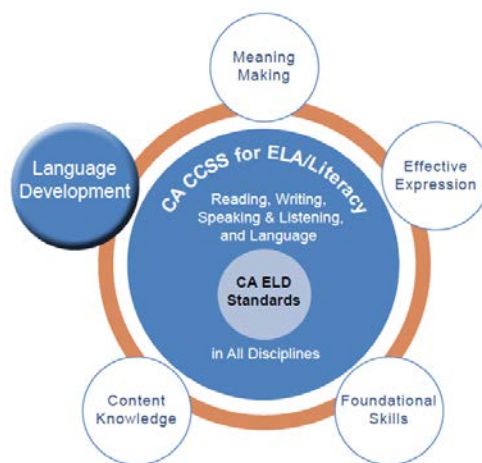 Meaning
Making
Language
Development
Effective
Expression
CA CCSS for ELA/Literacy
Reading, Writing,
Speaking & Listening,
and Language
CA ELD
Standards
in All Disciplines
Content
Knowledge
Foundational
Skills